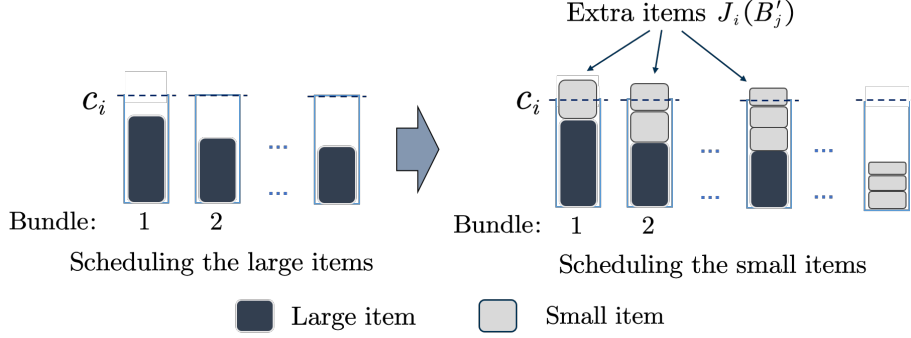 Extra items $J_i(B'_j)$
$c_i$
...
...
Bundle: 1 2
Scheduling the large items
$c_i$
... ...
... ...
Bundle: 1 2
Scheduling the small items
Large item
Small item